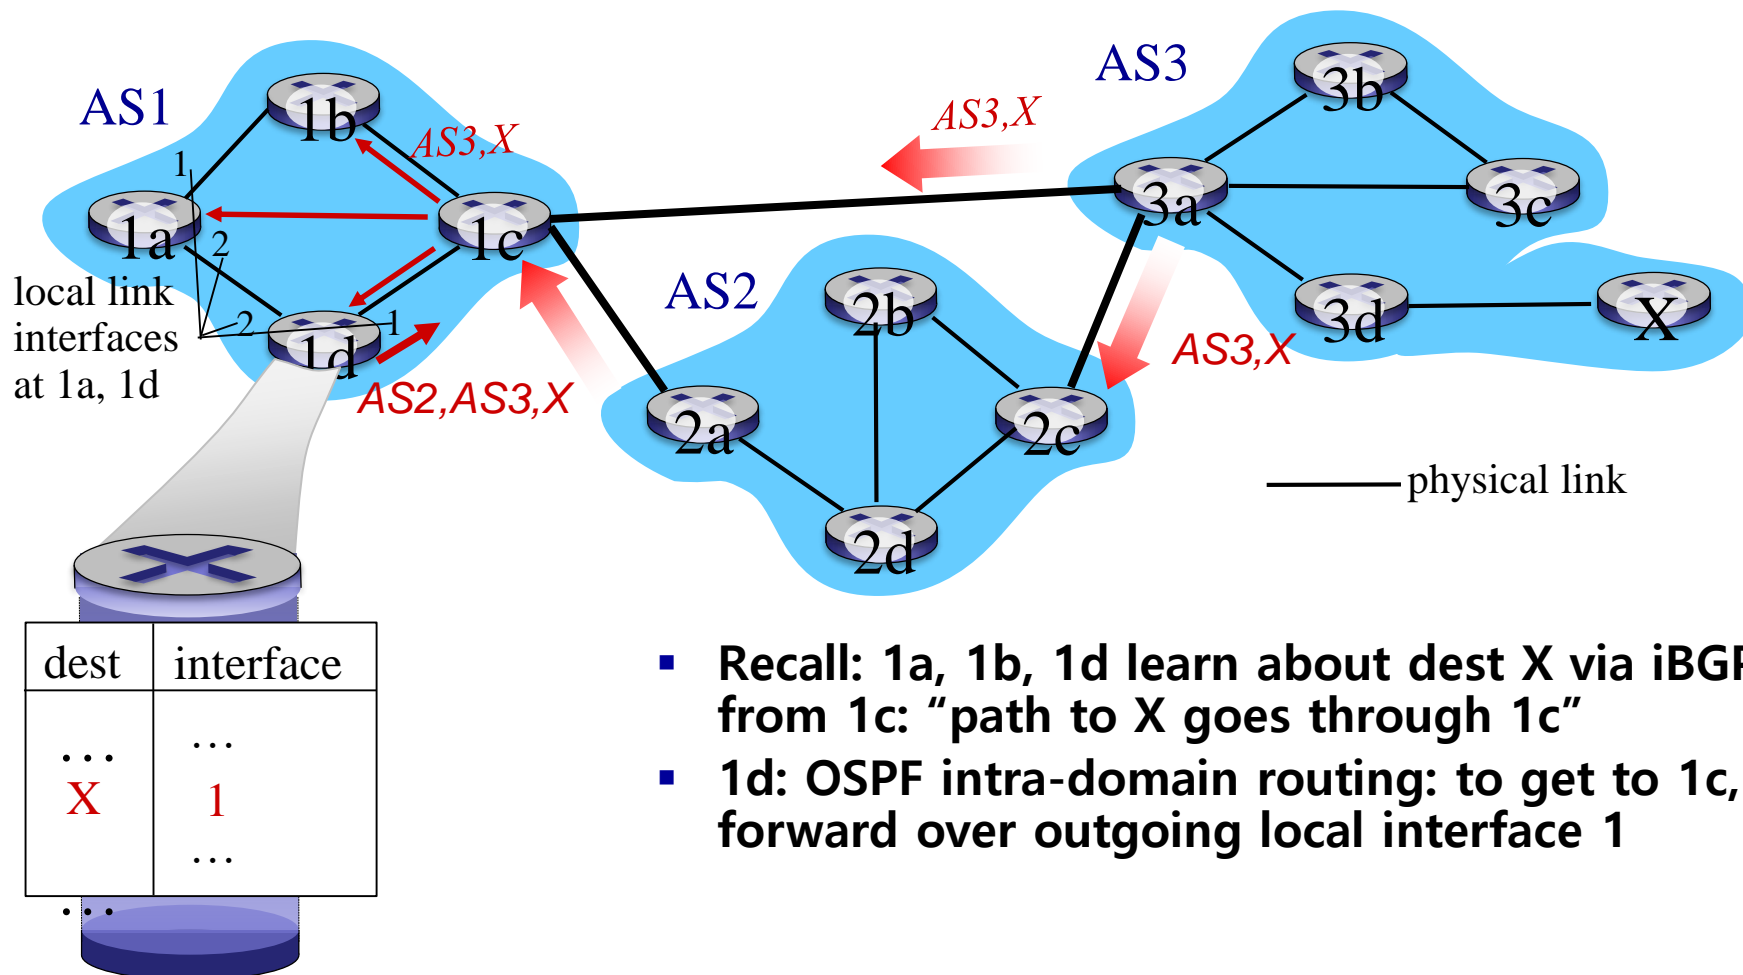 AS3
3b
AS1
1b
AS3,X
AS3,X
1
3a
3c
1a
1c
2
AS2
2b
3d
X
local link
interfaces
at 1a, 1d
2
1
1d
AS3,X
AS2,AS3,X
2a
2c
physical link
2d
dest
interface
...
...
X
1
...
...
▪ Recall: 1a, 1b, 1d learn about dest X via iBGP
from 1c: “path to X goes through 1c”
▪ 1d: OSPF intra-domain routing: to get to 1c,
forward over outgoing local interface 1